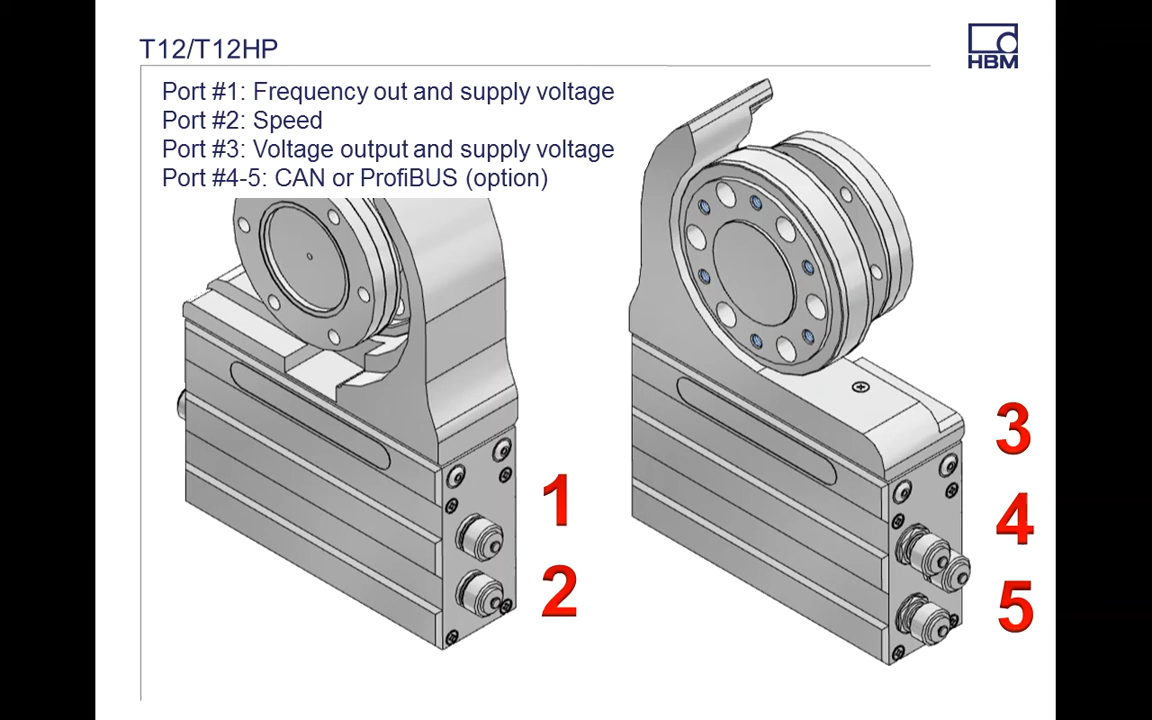 T12/T12HP
HBM
Port #1: Frequency out and supply voltage
Port #2: Speed
Port #3: Voltage output and supply voltage
Port #4-5: CAN or ProfiBUS (option)
1
2
3
4
5